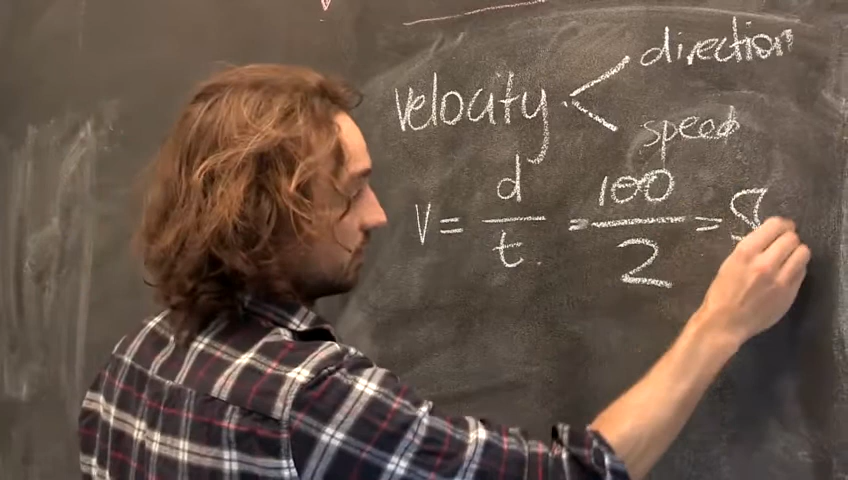 direction
velocity <
speed
v = d/t = 100/2 =